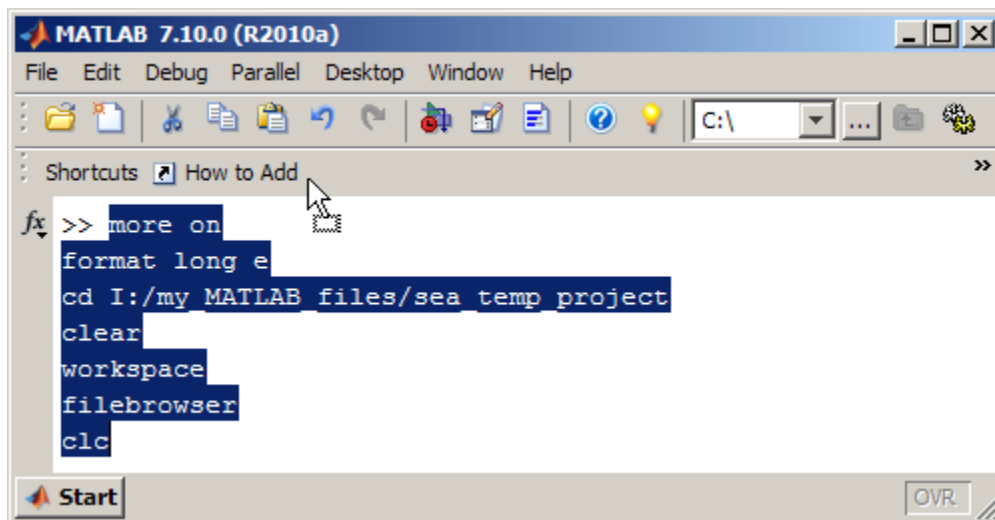 MATLAB 7.10.0 (R2010a)
File Edit Debug Parallel Desktop Window Help
C:\ ...
Shortcuts How to Add »
fx >> more on
format long e
cd I:/my_MATLAB_files/sea_temp_project
clear
workspace
filebrowser
clc
Start OVR